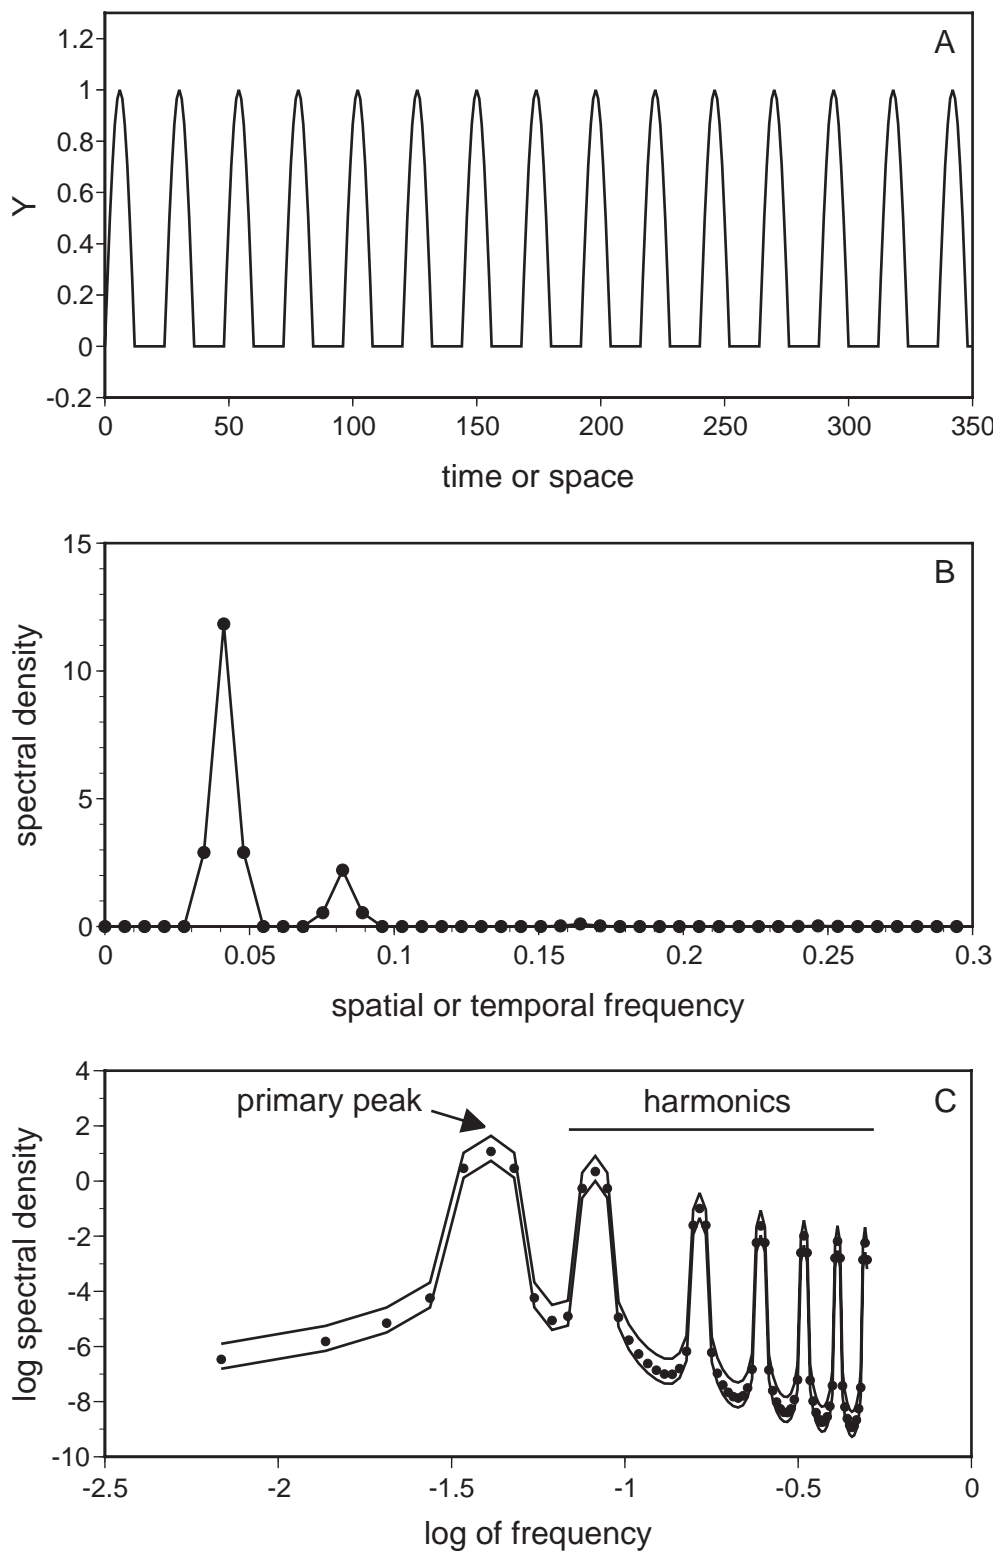 A
1.2
1
0.8
0.6
0.4
0.2
0
-0.2
Y
0 50 100 150 200 250 300 350
time or space
B
15
10
5
0
spectral density
0 0.05 0.1 0.15 0.2 0.25 0.3
spatial or temporal frequency
C
primary peak
harmonics
4
2
0
-2
-4
-6
-8
-10
log spectral density
-2.5 -2 -1.5 -1 -0.5 0
log of frequency